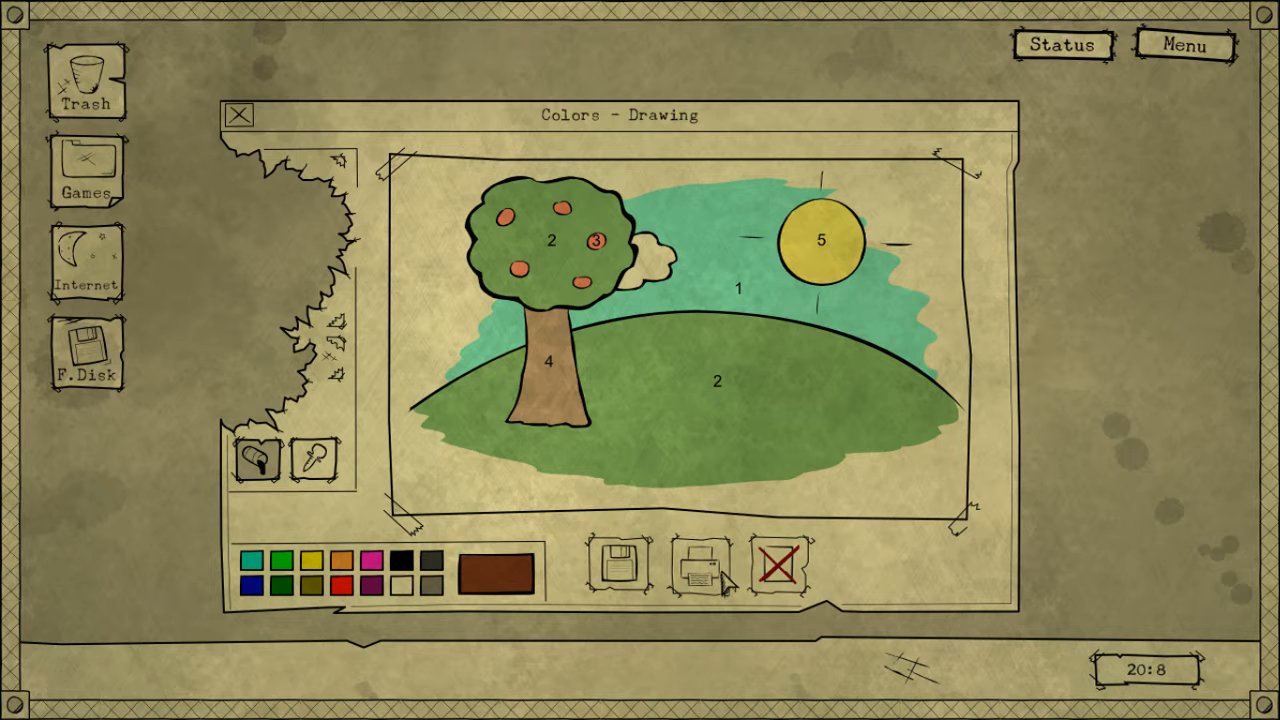 Status
Menu
Trash
Games
Internet
F.Disk
Colors - Drawing
2
3
5
1
4
2
20:8